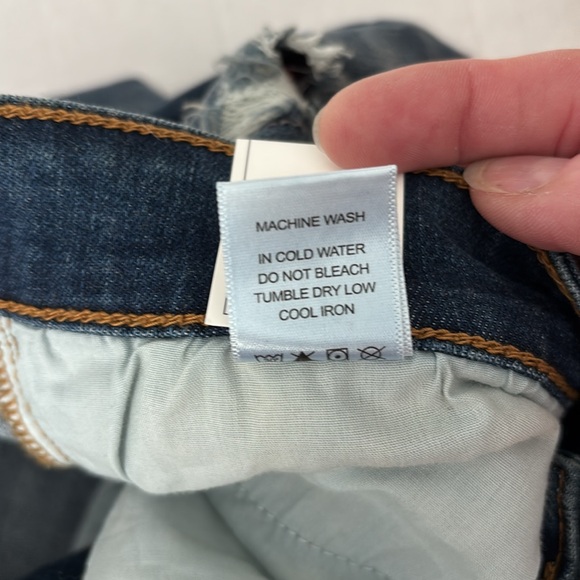 MACHINE WASH
IN COLD WATER
DO NOT BLEACH
TUMBLE DRY LOW
COOL IRON